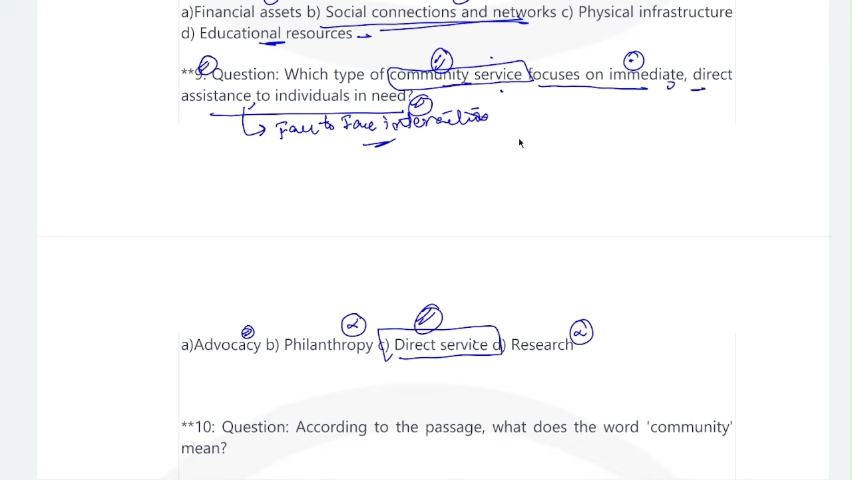 a)Financial assets b) Social connections and networks c) Physical infrastructure
d) Educational resources
**9: Question: Which type of community service focuses on immediate, direct
assistance to individuals in need?
Face to Face interaction
a)Advocacy b) Philanthropy c) Direct service d) Research
**10: Question: According to the passage, what does the word 'community'
mean?